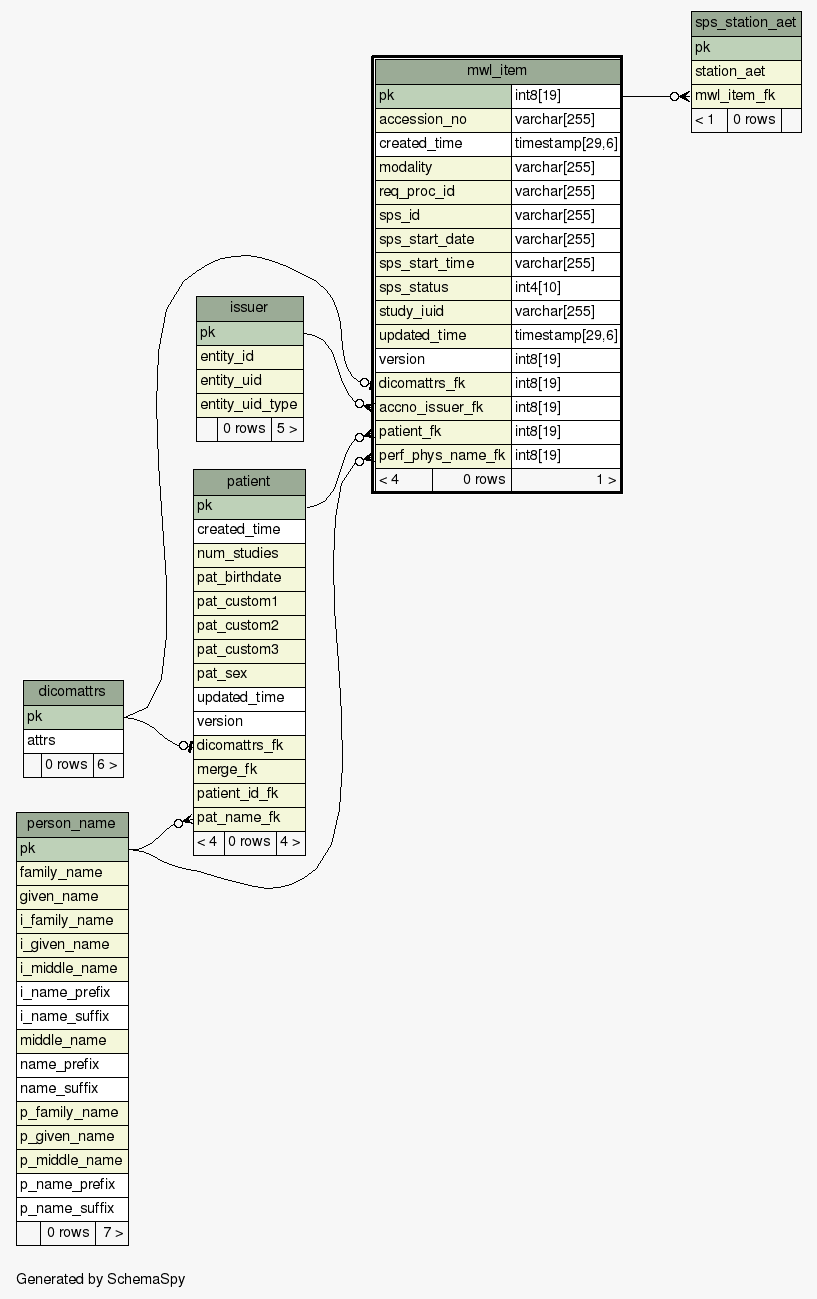 sps_station_aet
pk
station_aet
mwl_item_fk
< 1 0 rows
mwl_item
pk int8[19]
accession_no varchar[255]
created_time timestamp[29,6]
modality varchar[255]
req_proc_id varchar[255]
sps_id varchar[255]
sps_start_date varchar[255]
sps_start_time varchar[255]
sps_status int4[10]
study_iuid varchar[255]
updated_time timestamp[29,6]
version int8[19]
dicomattrs_fk int8[19]
accno_issuer_fk int8[19]
patient_fk int8[19]
perf_phys_name_fk int8[19]
< 4 0 rows 1 >
issuer
pk
entity_id
entity_uid
entity_uid_type
0 rows 5 >
patient
pk
created_time
num_studies
pat_birthdate
pat_custom1
pat_custom2
pat_custom3
pat_sex
updated_time
version
dicomattrs_fk
merge_fk
patient_id_fk
pat_name_fk
< 4 0 rows 4 >
dicomattrs
pk
attrs
0 rows 6 >
person_name
pk
family_name
given_name
i_family_name
i_given_name
i_middle_name
i_name_prefix
i_name_suffix
middle_name
name_prefix
name_suffix
p_family_name
p_given_name
p_middle_name
p_name_prefix
p_name_suffix
0 rows 7 >
Generated by SchemaSpy